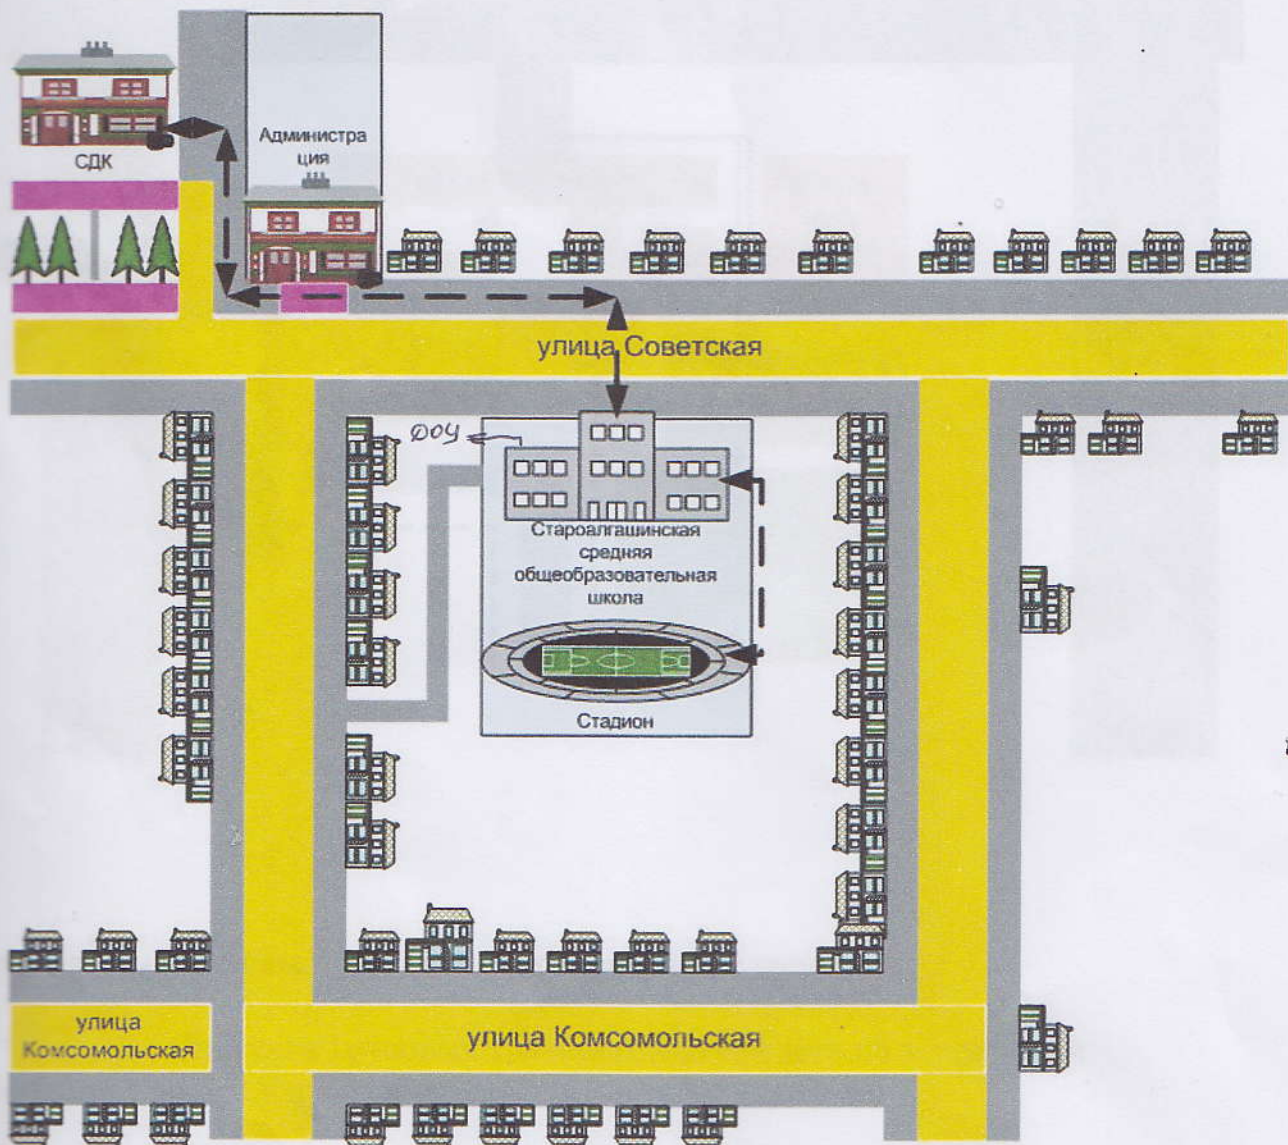 Администра
ция
СДК
улица Советская
ДОУ
Староалгашинская
средняя
общеобразовательная
школа
Стадион
улица
Комсомольская
улица Комсомольская